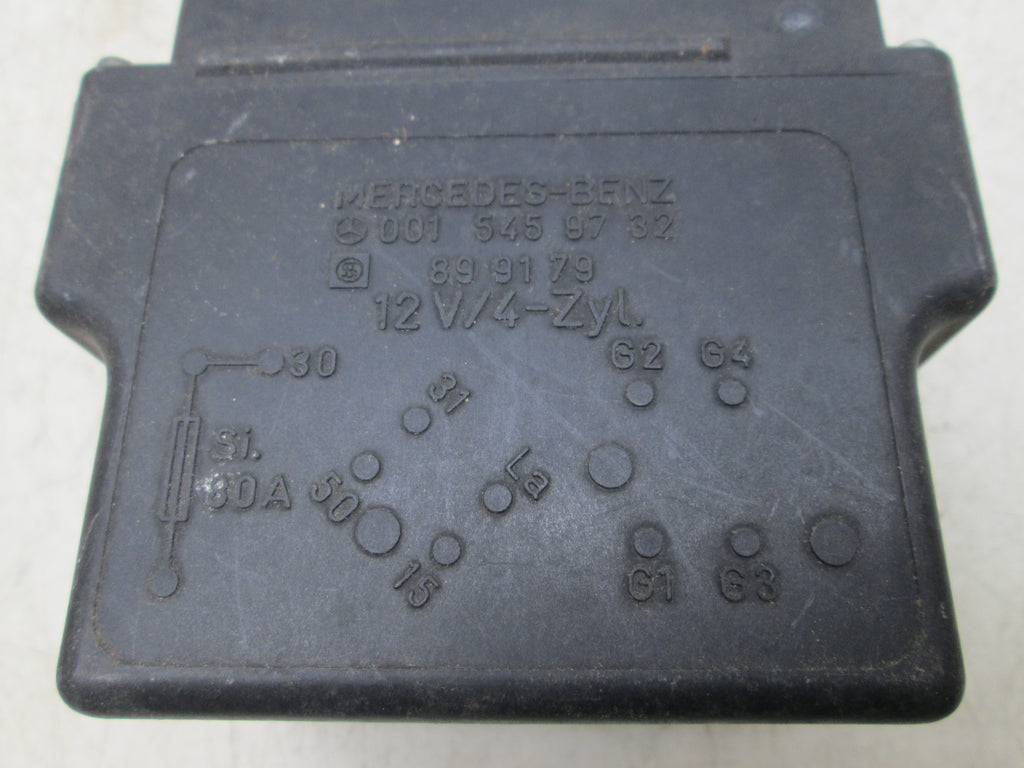 MERCEDES-BENZ
001 545 97 32
89 91 79
12 V/4-Zyl.
30
31
G2 G4
Si.
80A
50
La
15
G1 G3